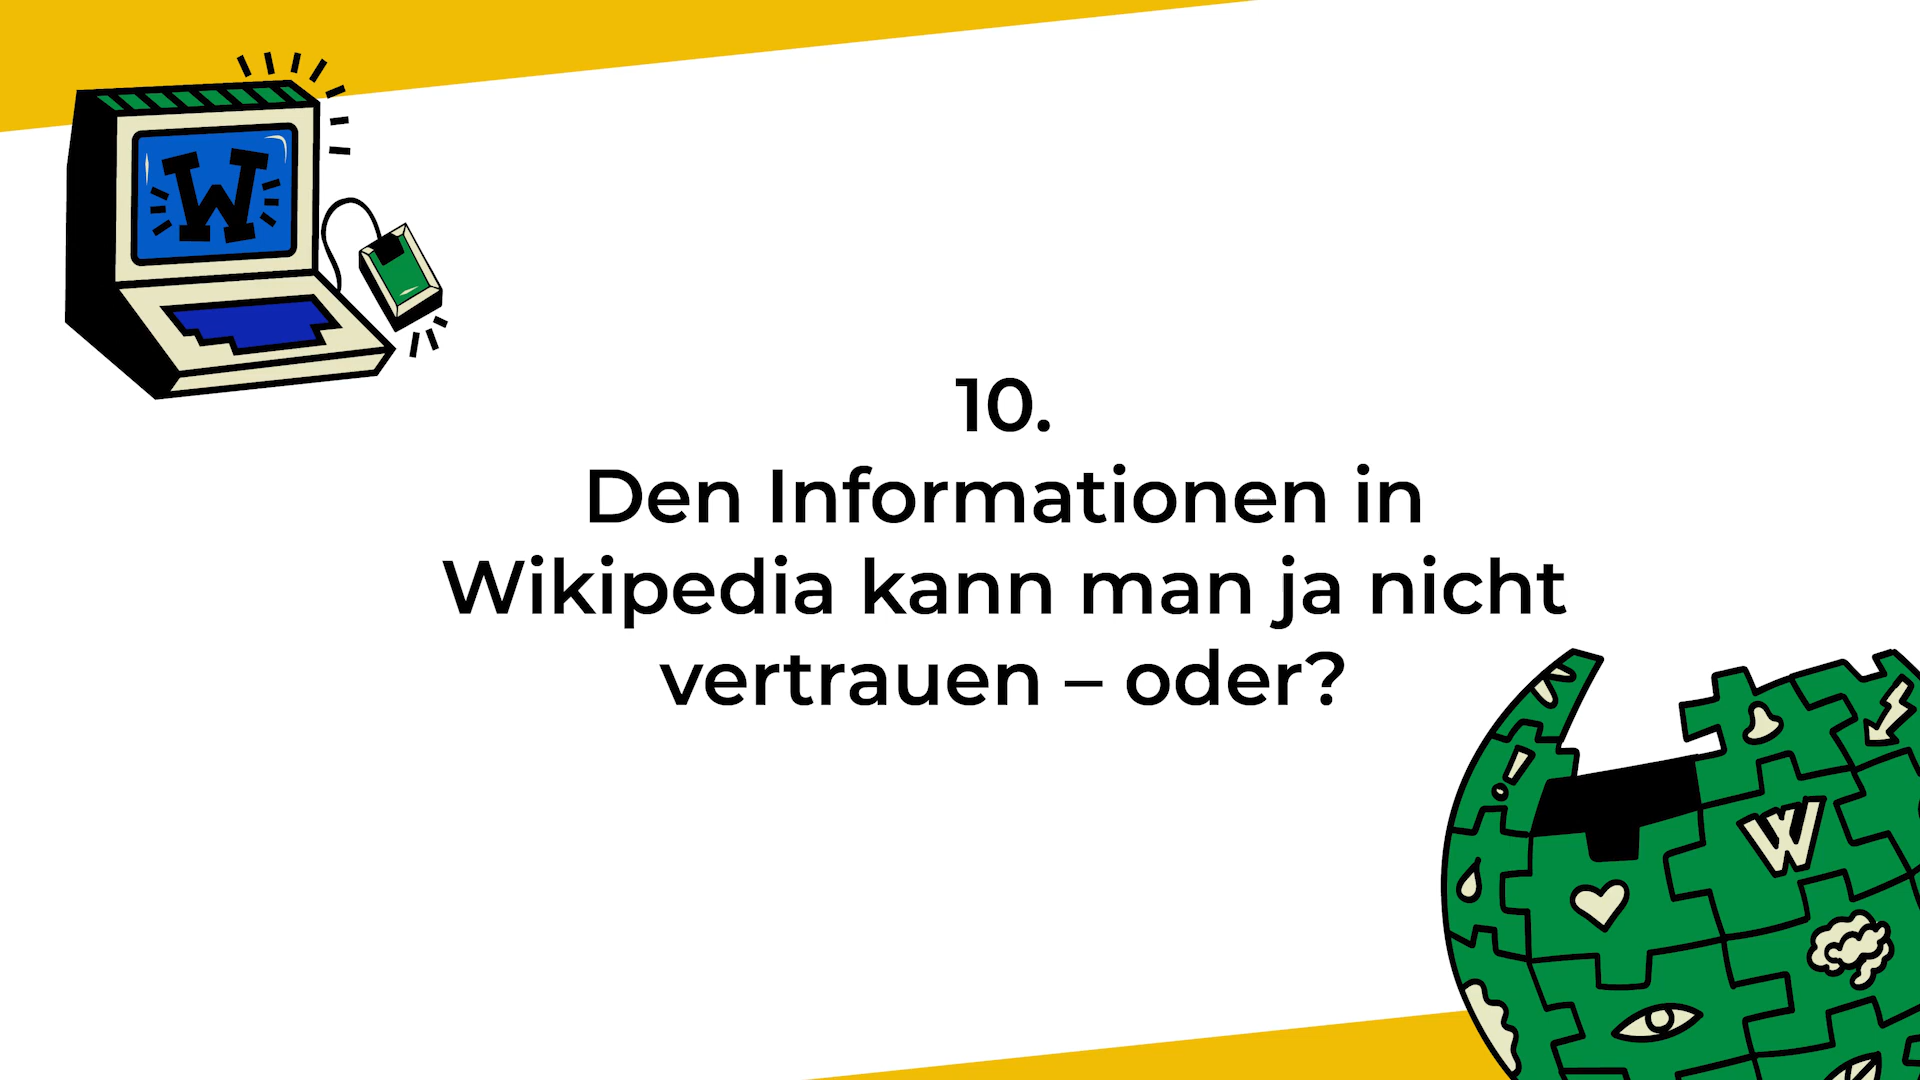 W
10.
Den Informationen in
Wikipedia kann man ja nicht
vertrauen – oder?
!
W